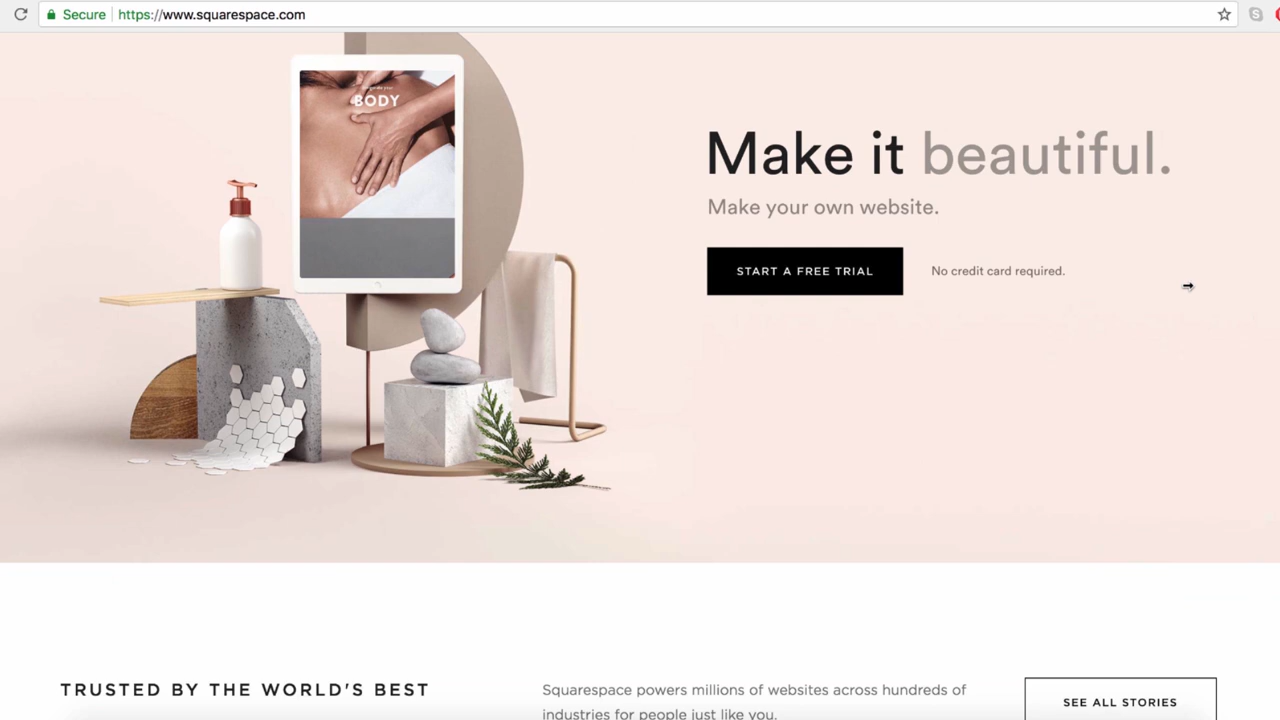 Secure https://www.squarespace.com
BODY
Make it beautiful.
Make your own website.
START A FREE TRIAL
No credit card required.
TRUSTED BY THE WORLD'S BEST
Squarespace powers millions of websites across hundreds of
industries for people just like you.
SEE ALL STORIES